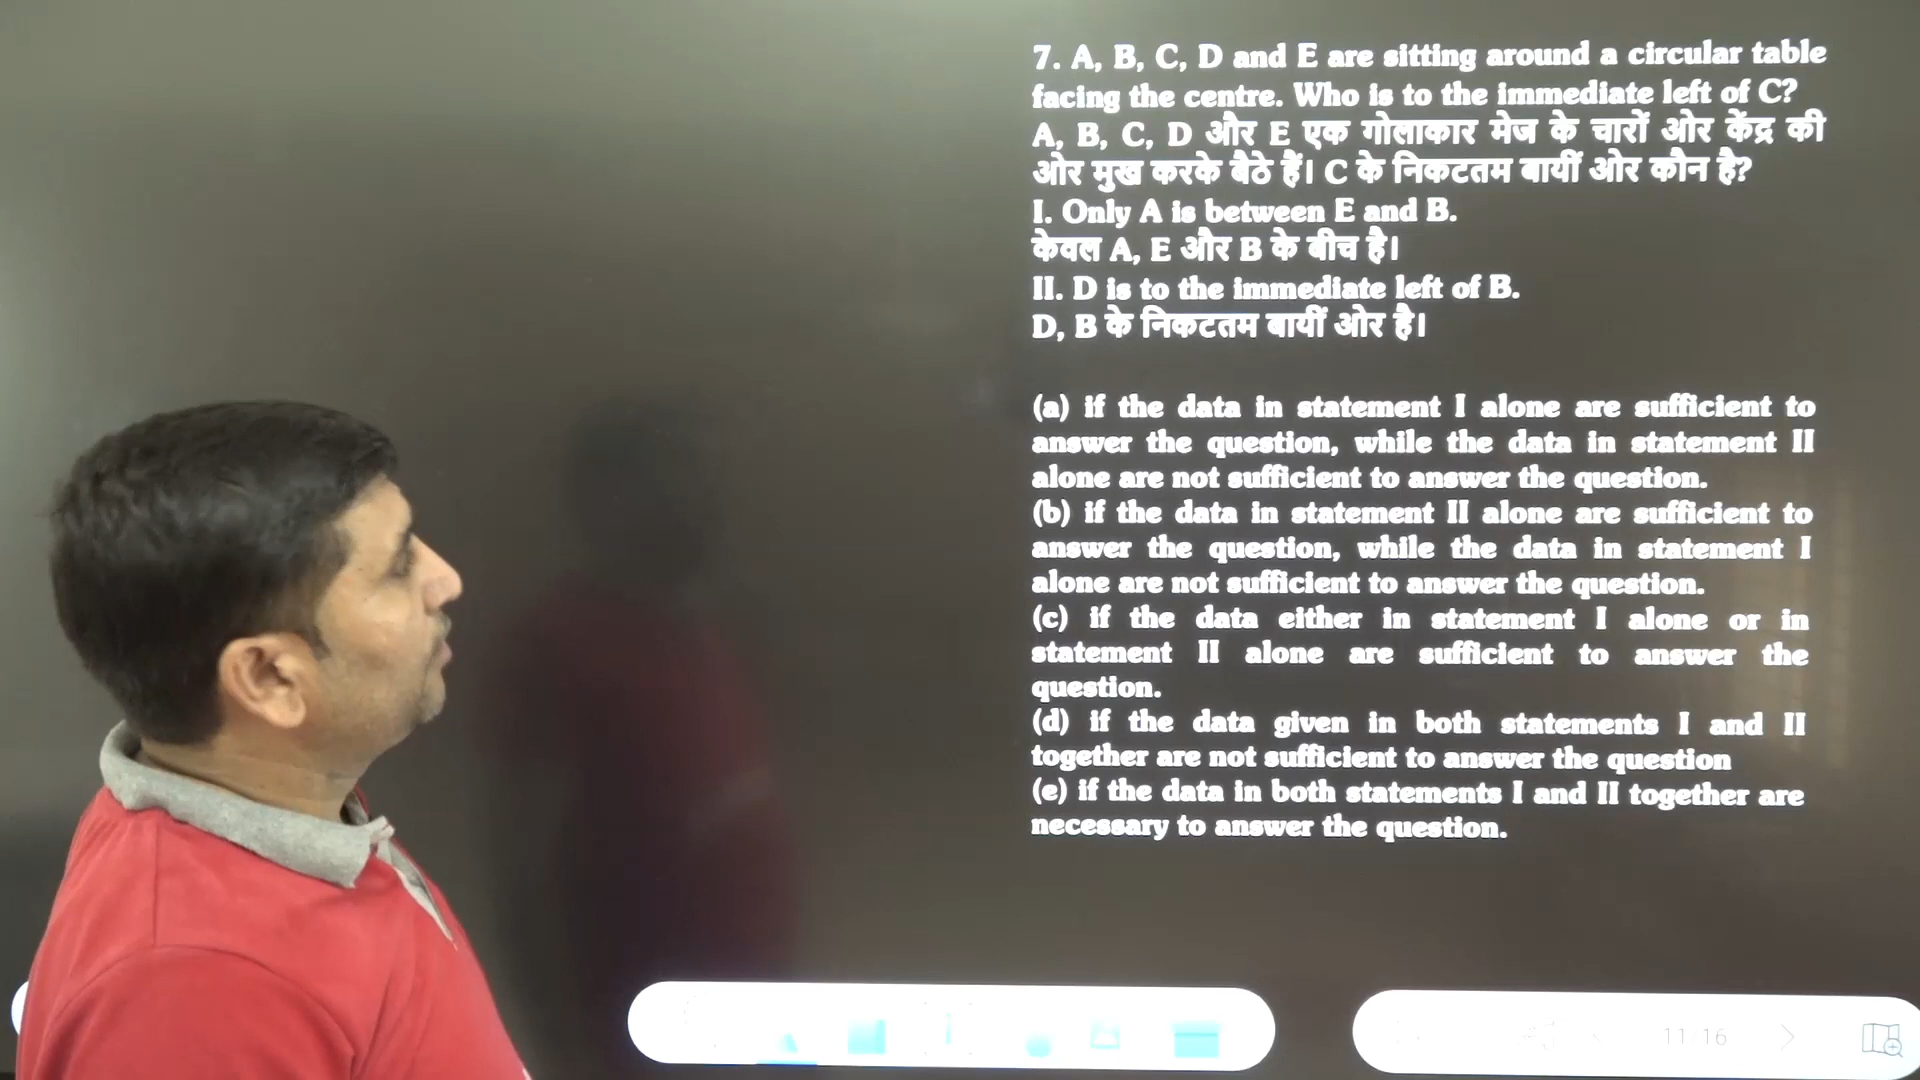 7. A, B, C, D and E are sitting around a circular table
facing the centre. Who is to the immediate left of C?
A, B, C, D और E एक गोलाकार मेज के चारों ओर केंद्र की
ओर मुख करके बैठे हैं। C के निकटतम बायीं ओर कौन है?
I. Only A is between E and B.
केवल A, E और B के बीच है।
II. D is to the immediate left of B.
D, B के निकटतम बायीं ओर है।
(a) if the data in statement I alone are sufficient to
answer the question, while the data in statement II
alone are not sufficient to answer the question.
(b) if the data in statement II alone are sufficient to
answer the question, while the data in statement I
alone are not sufficient to answer the question.
(c) if the data either in statement I alone or in
statement II alone are sufficient to answer the
question.
(d) if the data given in both statements I and II
together are not sufficient to answer the question
(e) if the data in both statements I and II together are
necessary to answer the question.
11/16